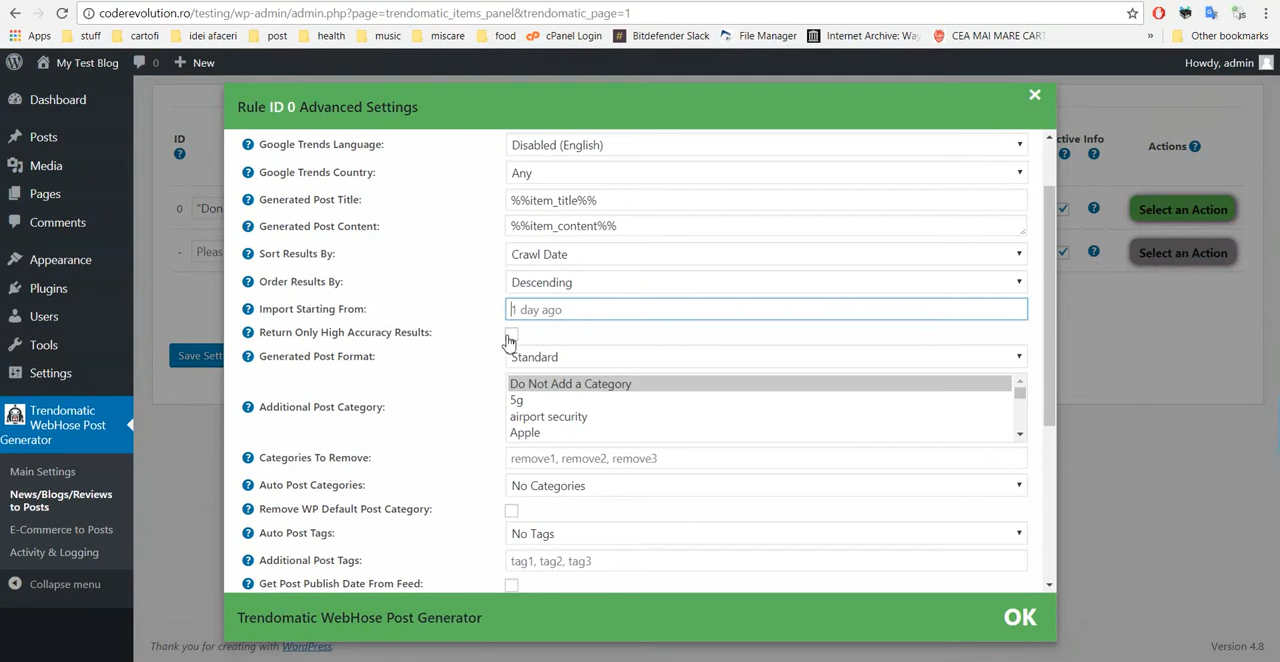 coderevolution.ro/testing/wp-admin/admin.php?page=trendomatic_items_panel&trendomatic_page=1
Apps stuff cartofi idei afaceri post health music miscare food cPanel Login Bitdefender Slack File Manager Internet Archive: Way CEA MAI MARE CART » Other bookmarks
My Test Blog 0 New Howdy, admin
Dashboard
Posts
Media
Pages
Comments
Appearance
Plugins
Users
Tools
Settings
Trendomatic
WebHose Post
Generator
Main Settings
News/Blogs/Reviews
to Posts
E-Commerce to Posts
Activity & Logging
Collapse menu
ID
ctive Info
Actions
0 "Don
Select an Action
- Pleas
Select an Action
Save Sett
Rule ID 0 Advanced Settings
Google Trends Language: Disabled (English)
Google Trends Country: Any
Generated Post Title: %%item_title%%
Generated Post Content: %%item_content%%
Sort Results By: Crawl Date
Order Results By: Descending
Import Starting From: 1 day ago
Return Only High Accuracy Results:
Generated Post Format: Standard
Additional Post Category:
Do Not Add a Category
5g
airport security
Apple
Categories To Remove: remove1, remove2, remove3
Auto Post Categories: No Categories
Remove WP Default Post Category:
Auto Post Tags: No Tags
Additional Post Tags: tag1, tag2, tag3
Get Post Publish Date From Feed:
Trendomatic WebHose Post Generator OK
Thank you for creating with WordPress. Version 4.8